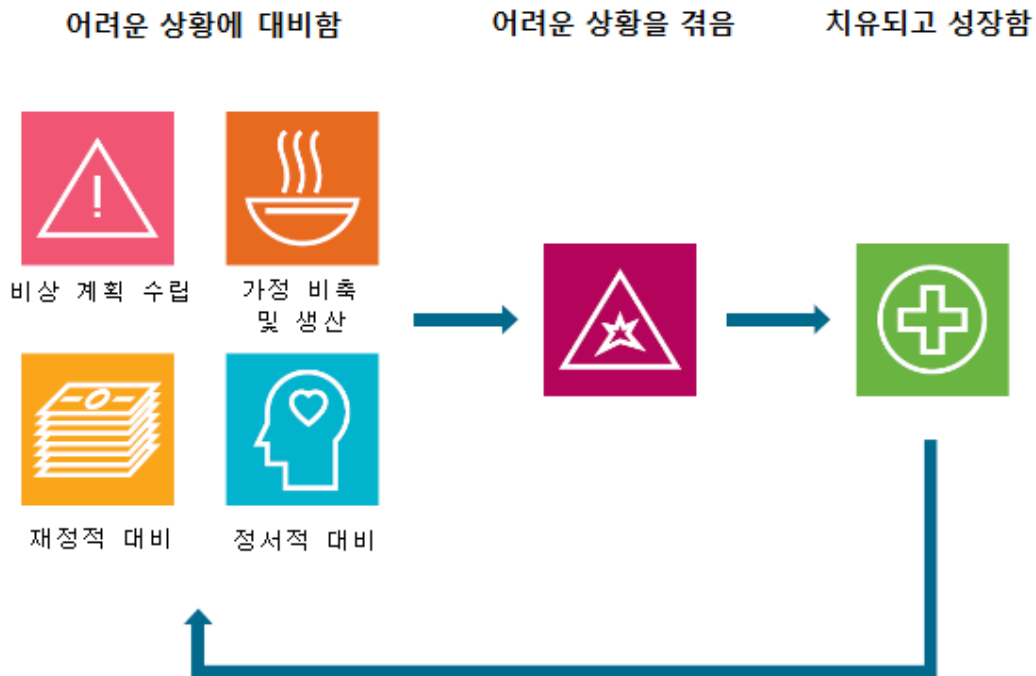 어려운 상황에 대비함
어려운 상황을 겪음
치유되고 성장함
비상 계획 수립
가정 비축
및 생산
재정적 대비
정서적 대비